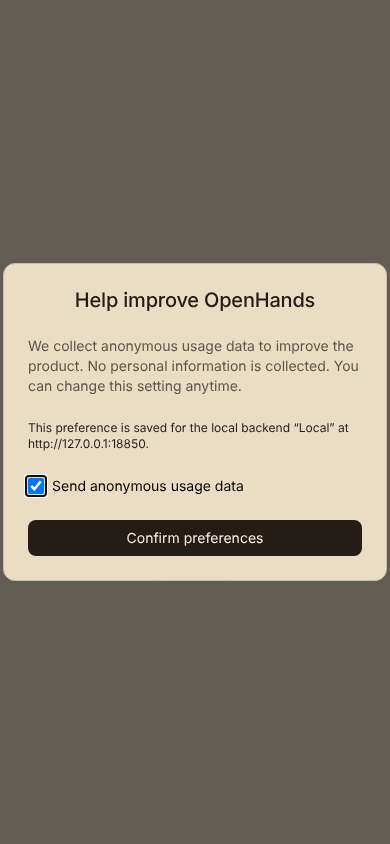 Help improve OpenHands
We collect anonymous usage data to improve the
product. No personal information is collected. You
can change this setting anytime.
This preference is saved for the local backend “Local” at
http://127.0.0.1:18850.
Send anonymous usage data
Confirm preferences